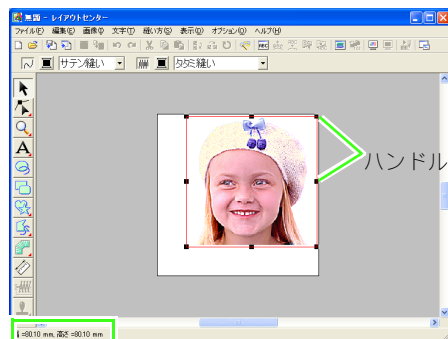 無題 - レイアウトセンター
ファイル(F) 編集(E) 画像(I) 文字(T) 縫い方(S) 表示(D) オプション(O) ヘルプ(H)
サテン縫い タタミ縫い
ハンドル
=80.10 mm, 高さ =80.10 mm